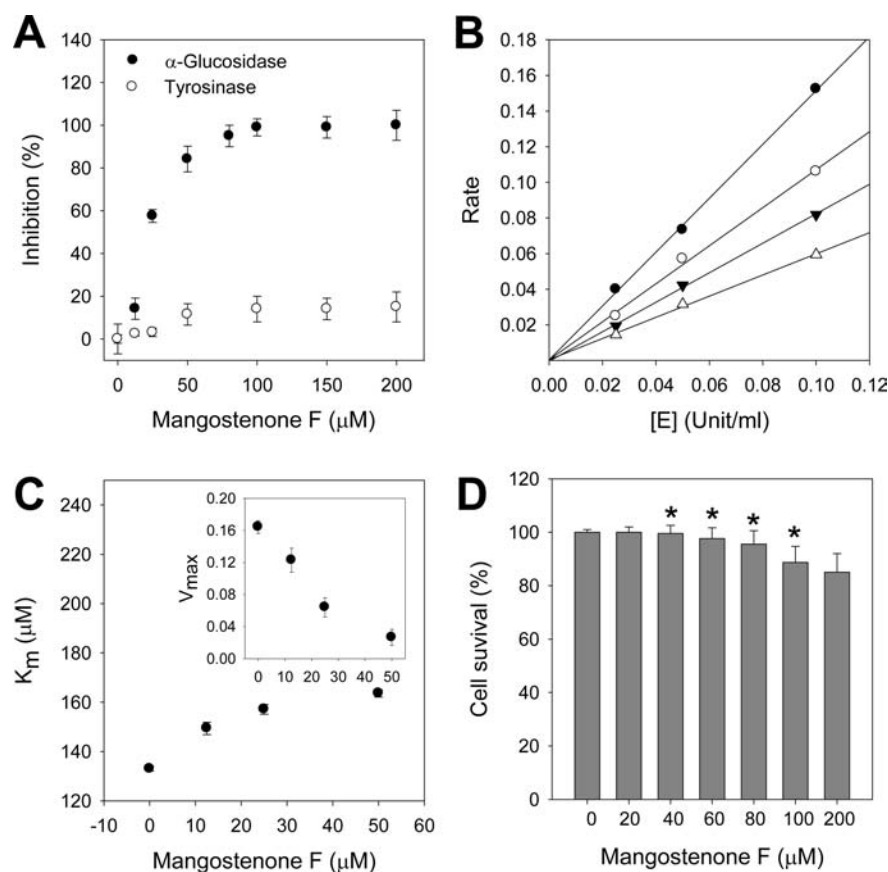 A
140
120
100
80
60
40
20
0
Inhibition (%)
α-Glucosidase
Tyrosinase
0 50 100 150 200
Mangostenone F (μM)
B
0.18
0.16
0.14
0.12
0.10
0.08
0.06
0.04
0.02
Rate
0.00 0.02 0.04 0.06 0.08 0.10 0.12
[E] (Unit/ml)
C
240
220
200
180
160
140
120
Km (μM)
0.20
0.16
0.12
0.08
0.04
0.00
Vmax
0 10 20 30 40 50
-10 0 10 20 30 40 50 60
Mangostenone F (μM)
D
120
100
80
60
40
20
0
Cell suvival (%)
* * * *
0 20 40 60 80 100 200
Mangostenone F (μM)